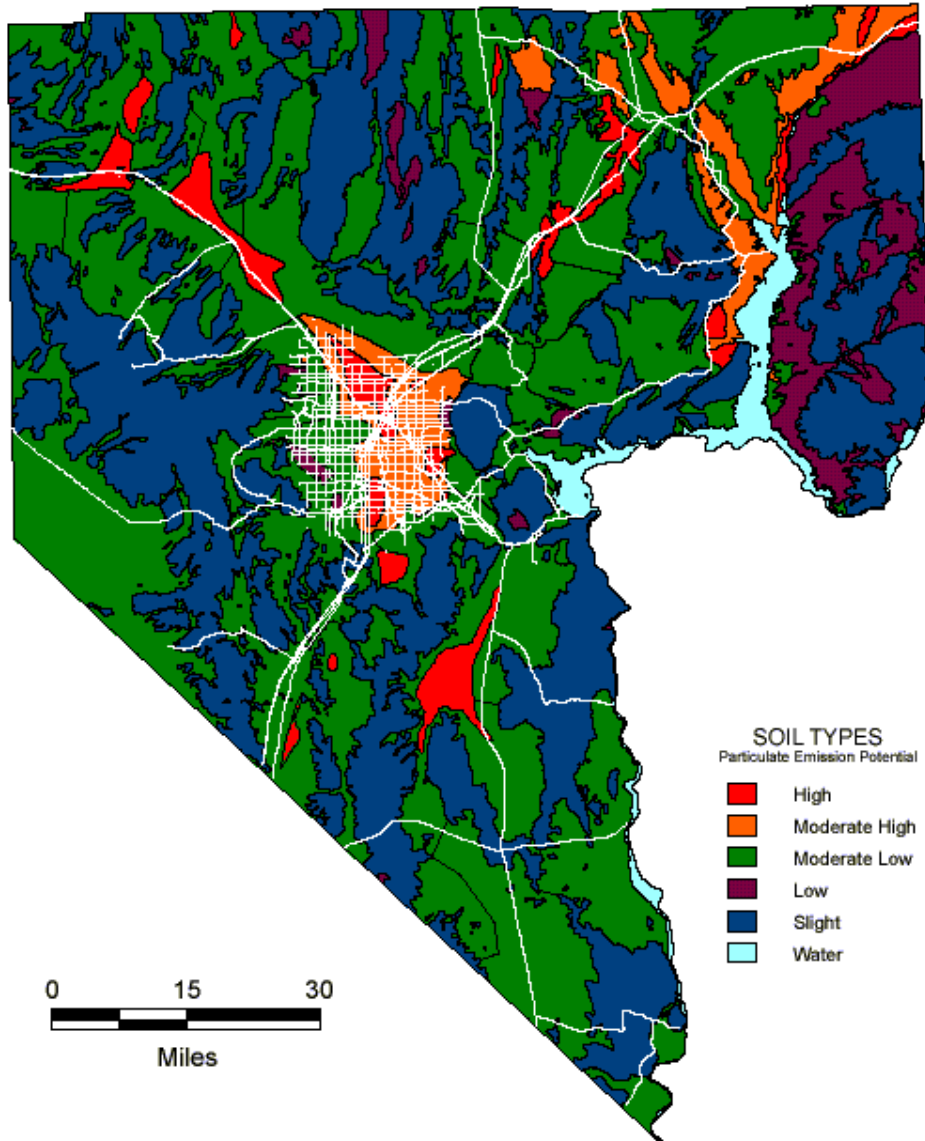 SOIL TYPES
Particulate Emission Potential
High
Moderate High
Moderate Low
Low
Slight
Water
0 15 30
Miles